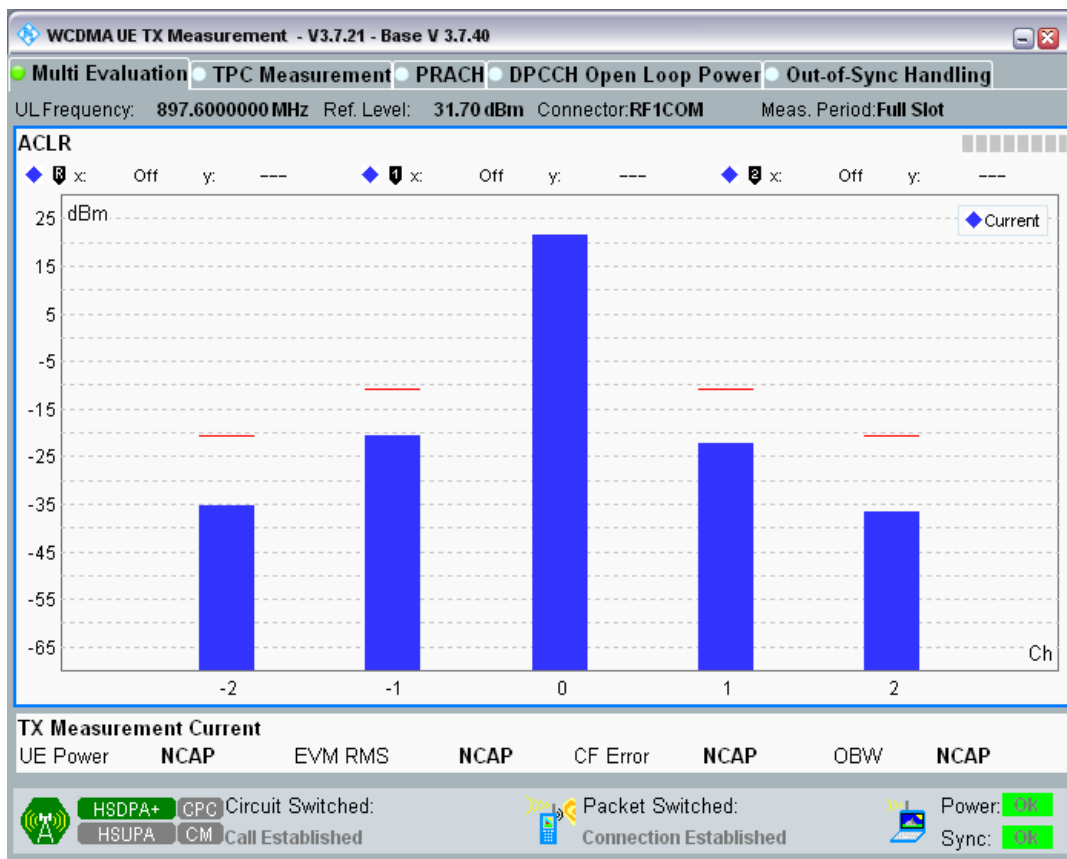 WCDMA UE TX Measurement - V3.7.21 - Base V 3.7.40
Multi Evaluation TPC Measurement PRACH DPCCH Open Loop Power Out-of-Sync Handling
UL Frequency: 897.6000000 MHz Ref. Level: 31.70 dBm Connector:RF1COM Meas. Period:Full Slot
ACLR
R x: Off y: --- 1 x: Off y: --- 2 x: Off y: ---
dBm
Current
25
15
5
-5
-15
-25
-35
-45
-55
-65
Ch
-2 -1 0 1 2
TX Measurement Current
UE Power NCAP EVM RMS NCAP CF Error NCAP OBW NCAP
HSDPA+ CPC Circuit Switched: Packet Switched: Power: OK
HSUPA CM Call Established Connection Established Sync: OK